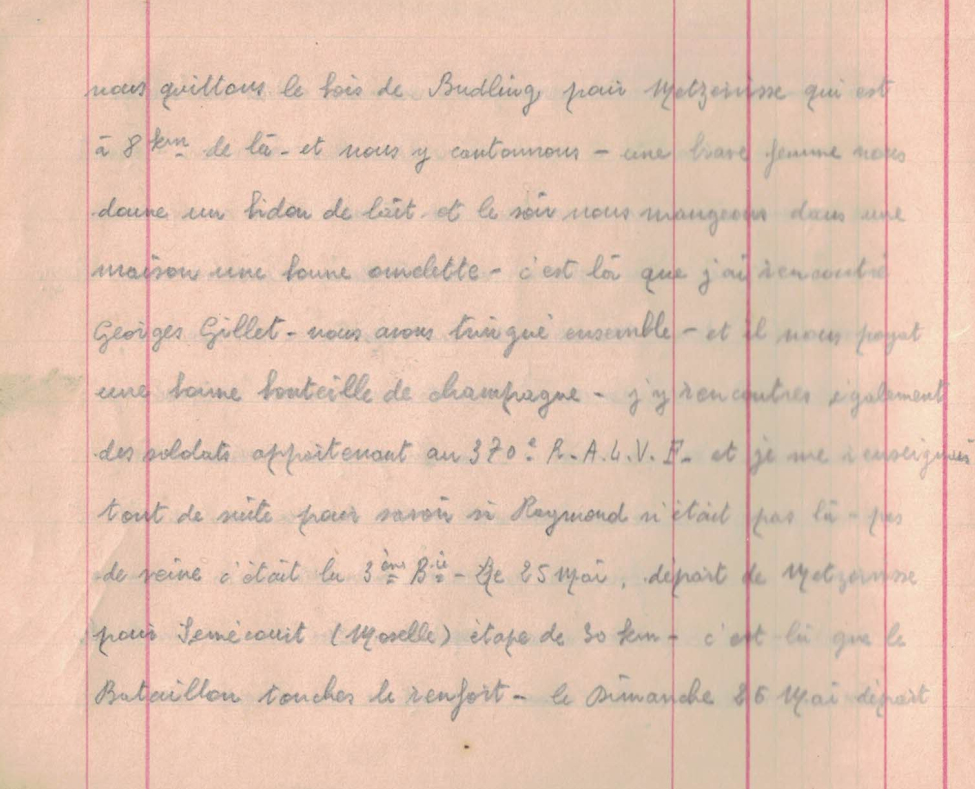 nous quittons le bois de Budling pour Metzervisse qui est
à 8 km de là - et nous y cantonnons - une brave femme nous
donne un bidon de lait et le soir nous mangeons dans une
maison une bonne omelette - c'est là que j'ai rencontré
Georges Gillet - nous avons trinqué ensemble - et il nous payat
une bonne bouteille de champagne - j'y rencontres également
des soldats appartenant au 370e R.A.L.V.F. et je me renseignais
tout de suite pour savoir si Raymond n'était pas là - pas
de veine c'était la 3ème Bie - Le 25 Mai, départ de Metzervisse
pour Semécourt (Moselle) étape de 30 km - c'est là que le
Bataillon touches le renfort - le Dimanche 26 Mai départ